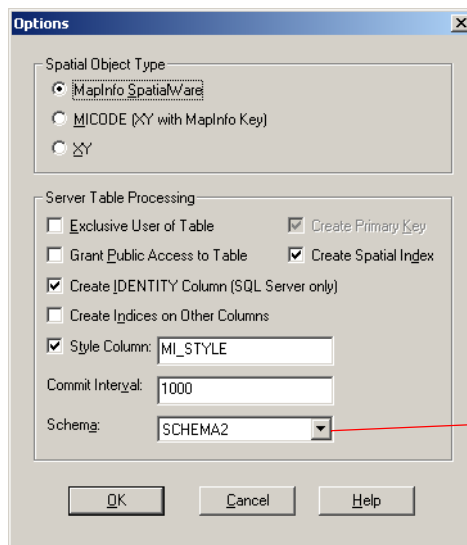 Options
Spatial Object Type
MapInfo SpatialWare
MICODE (XY with MapInfo Key)
XY
Server Table Processing
Exclusive User of Table
Create Primary Key
Grant Public Access to Table
Create Spatial Index
Create IDENTITY Column (SQL Server only)
Create Indices on Other Columns
Style Column: MI_STYLE
Commit Interval: 1000
Schema: SCHEMA2
OK Cancel Help